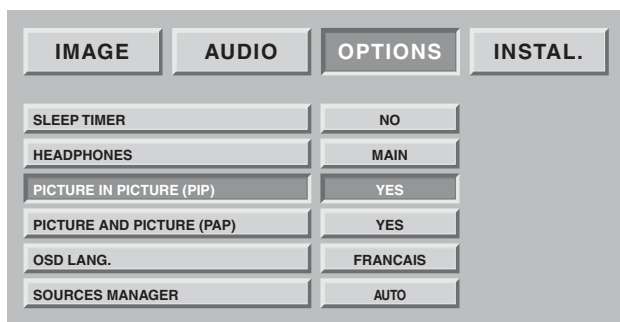 IMAGE AUDIO OPTIONS INSTAL.
SLEEP TIMER NO
HEADPHONES MAIN
PICTURE IN PICTURE (PIP) YES
PICTURE AND PICTURE (PAP) YES
OSD LANG. FRANCAIS
SOURCES MANAGER AUTO